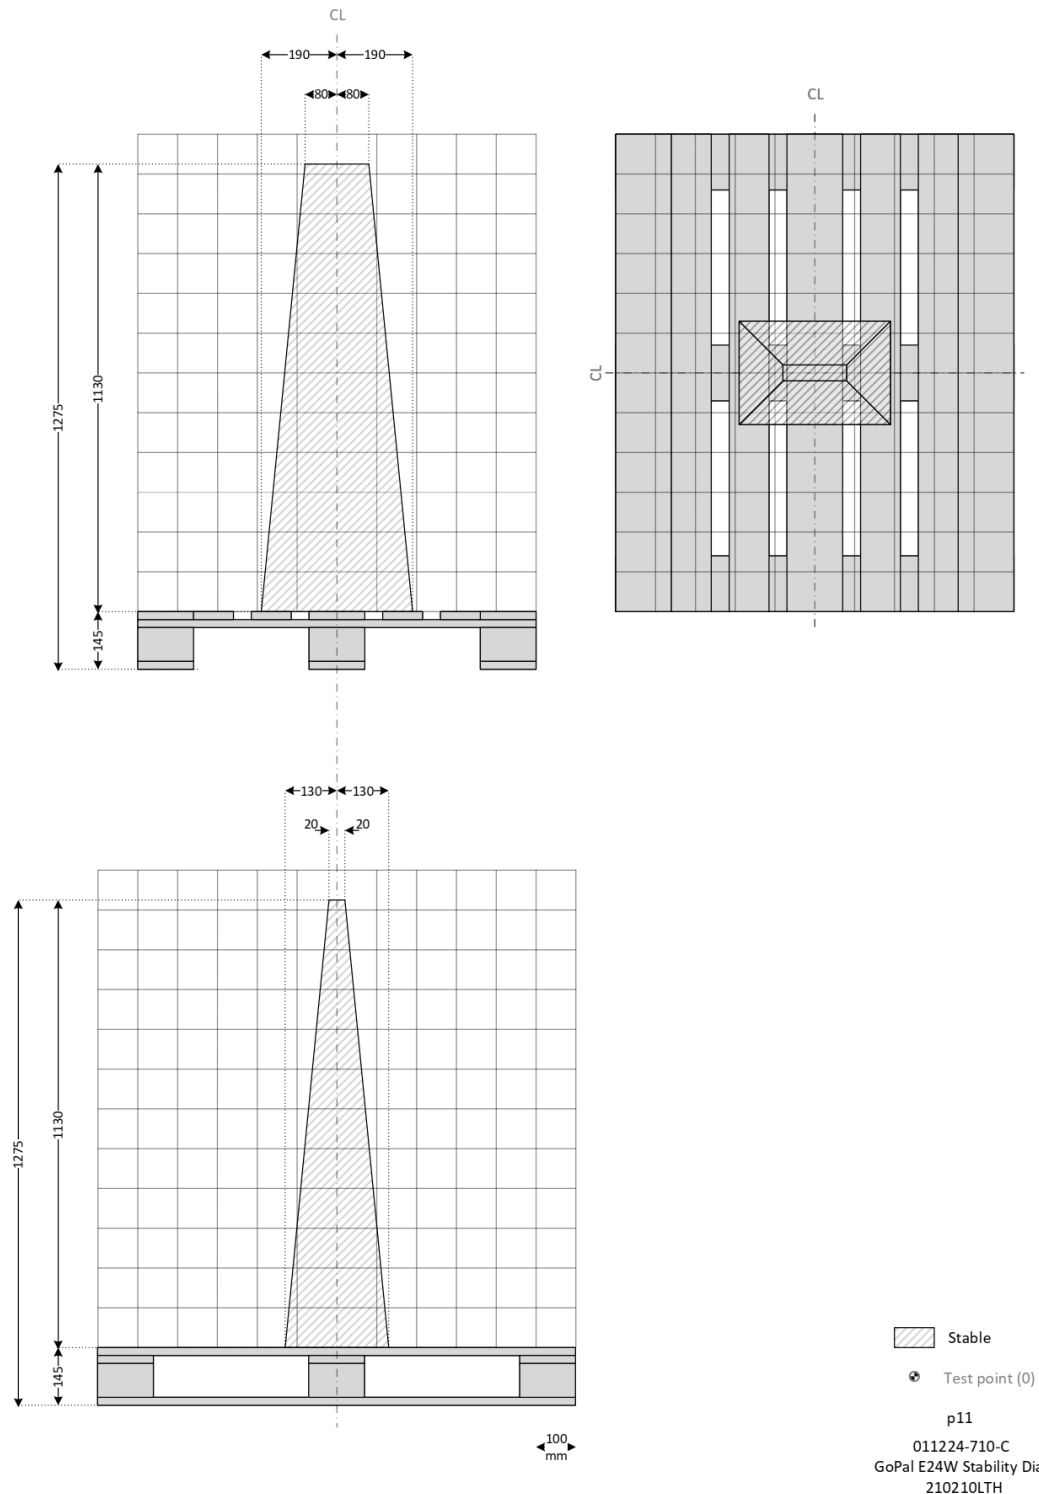 CL
190 190
80 80
CL
1275
1130
CL
145
130 130
20 20
1275
1130
145
Stable
Test point (0)
p11
100
mm
011224-710-C
GoPal E24W Stability Dia
210210LTH